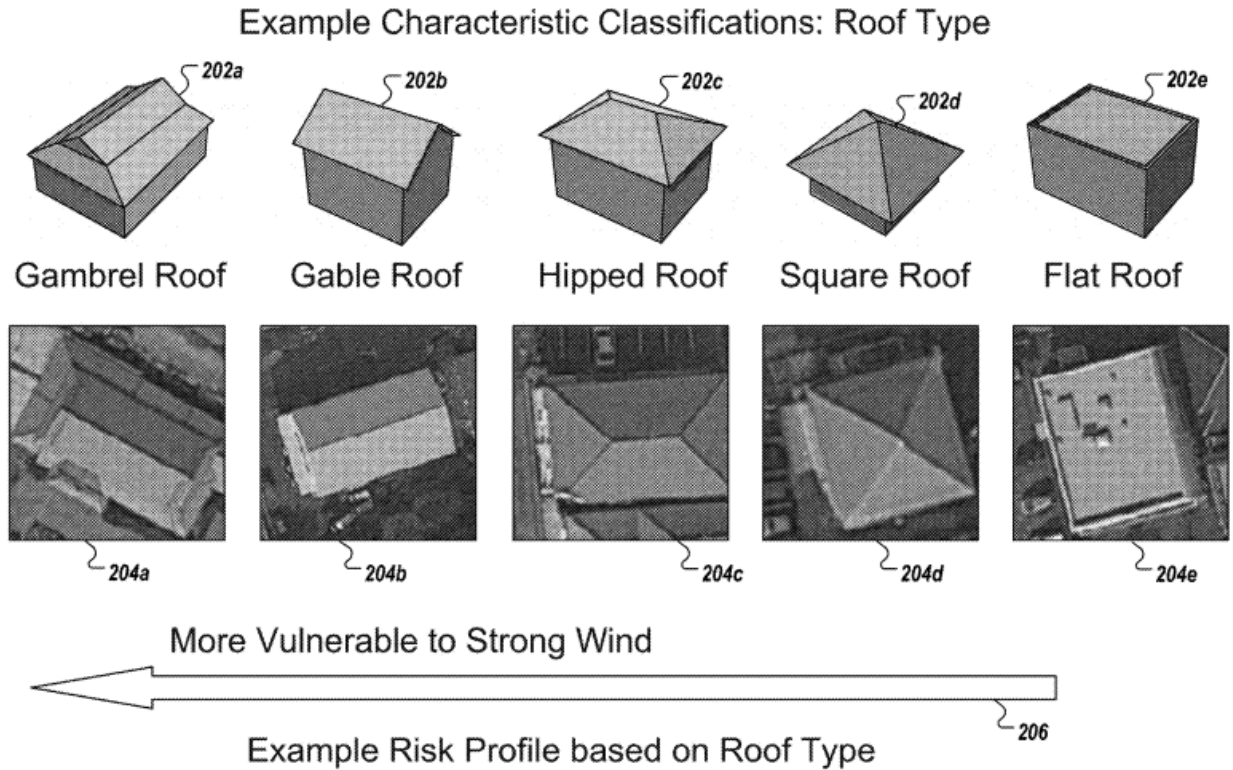 Example Characteristic Classifications: Roof Type
202a
202b
202c
202d
202e
Gambrel Roof
Gable Roof
Hipped Roof
Square Roof
Flat Roof
204a
204b
204c
204d
204e
More Vulnerable to Strong Wind
206
Example Risk Profile based on Roof Type